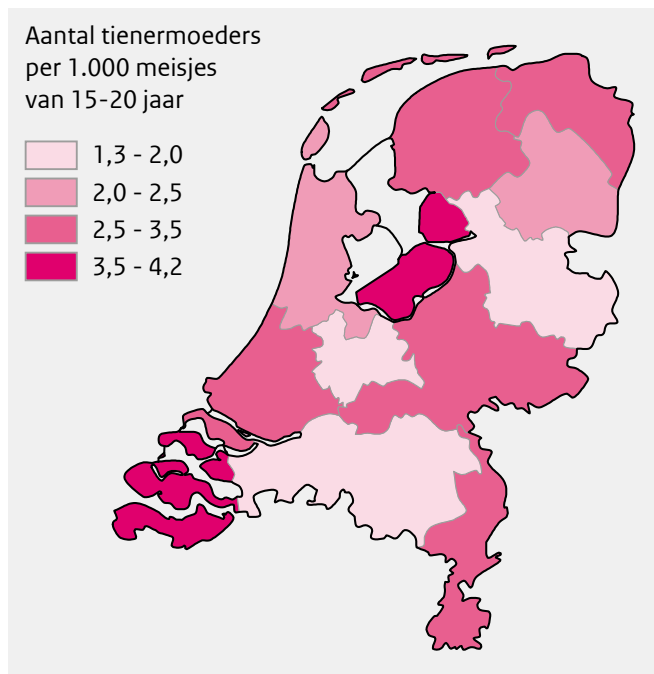 Aantal tienermoeders
per 1.000 meisjes
van 15-20 jaar
1,3 - 2,0
2,0 - 2,5
2,5 - 3,5
3,5 - 4,2